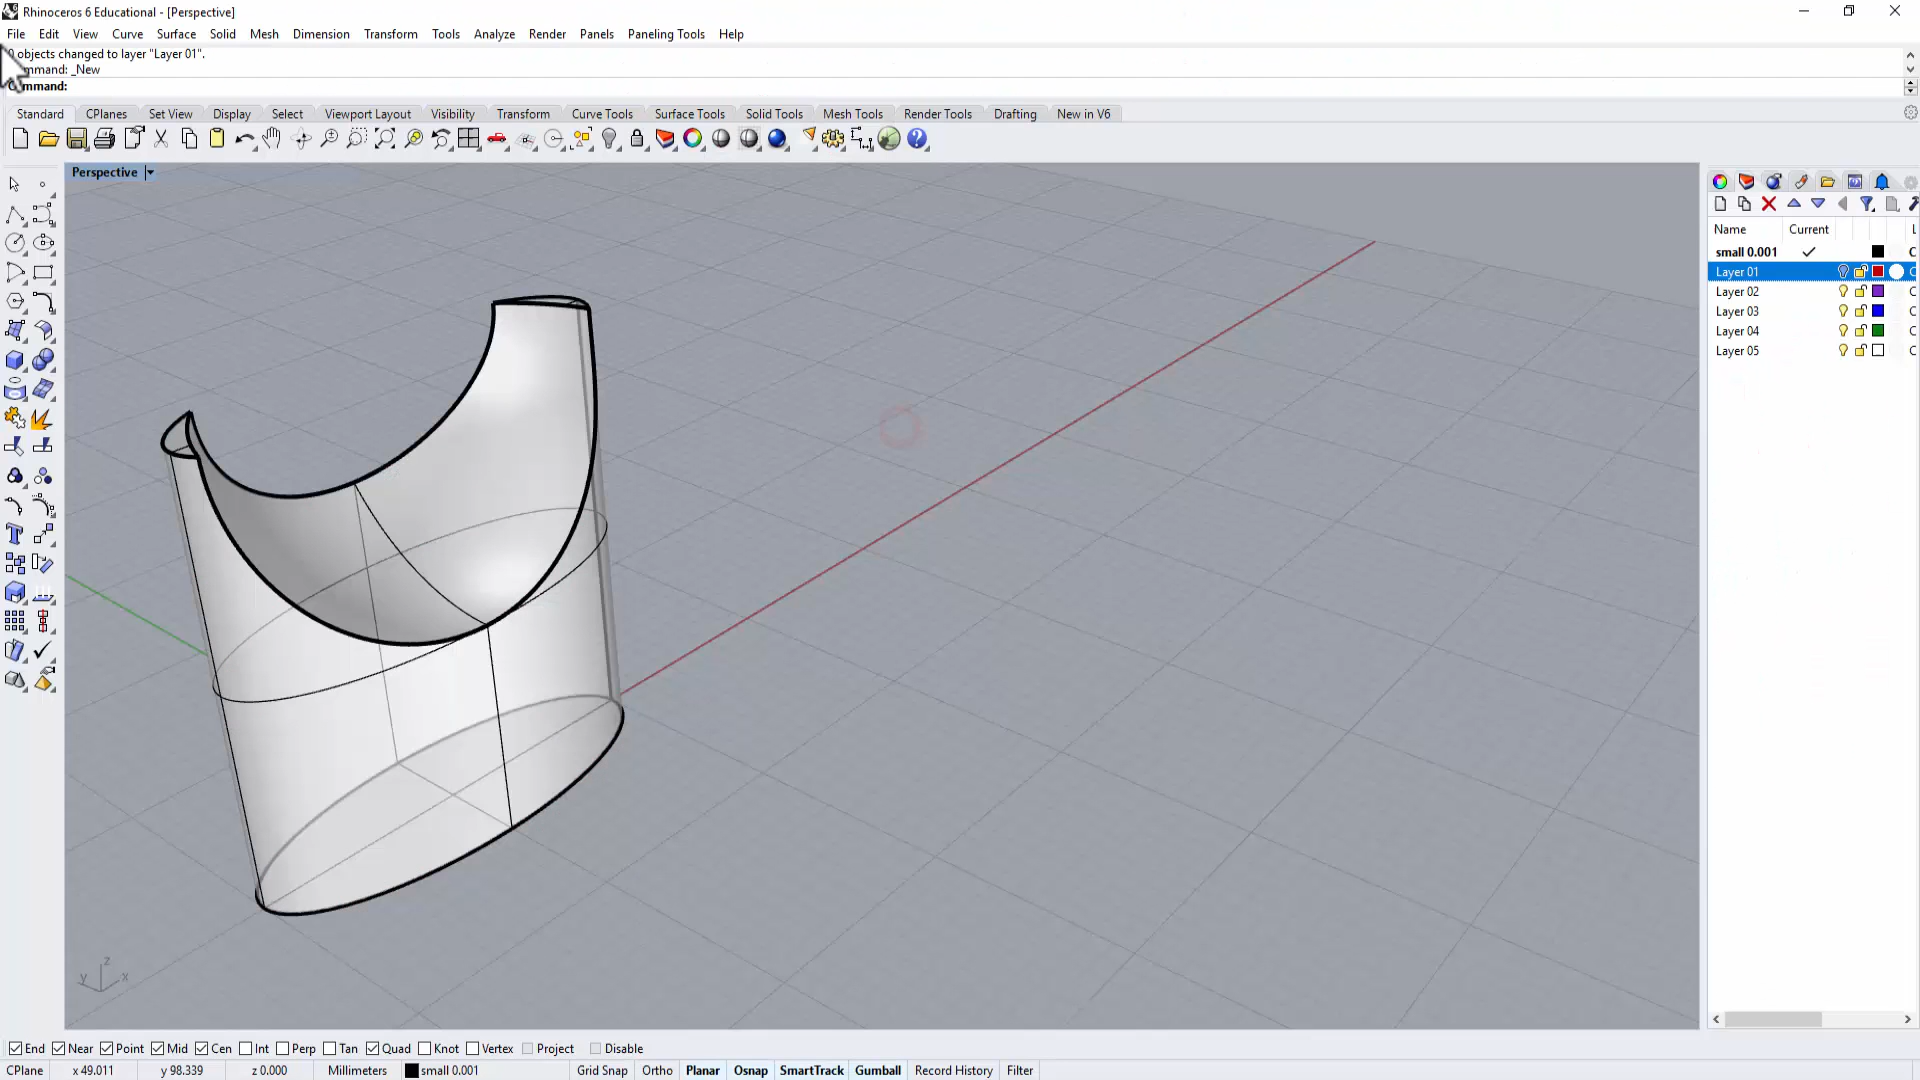 Rhinoceros 6 Educational - [Perspective]
File Edit View Curve Surface Solid Mesh Dimension Transform Tools Analyze Render Panels Paneling Tools Help
objects changed to layer "Layer 01".
mmand: _New
mmand:
Standard CPlanes Set View Display Select Viewport Layout Visibility Transform Curve Tools Surface Tools Solid Tools Mesh Tools Render Tools Drafting New in V6
Perspective
Name Current L
small 0.001 C
Layer 01 C
Layer 02 C
Layer 03 C
Layer 04 C
Layer 05 C
z
y x
End Near Point Mid Cen Int Perp Tan Quad Knot Vertex Project Disable
CPlane x 49.011 y 98.339 z 0.000 Millimeters small 0.001 Grid Snap Ortho Planar Osnap SmartTrack Gumball Record History Filter